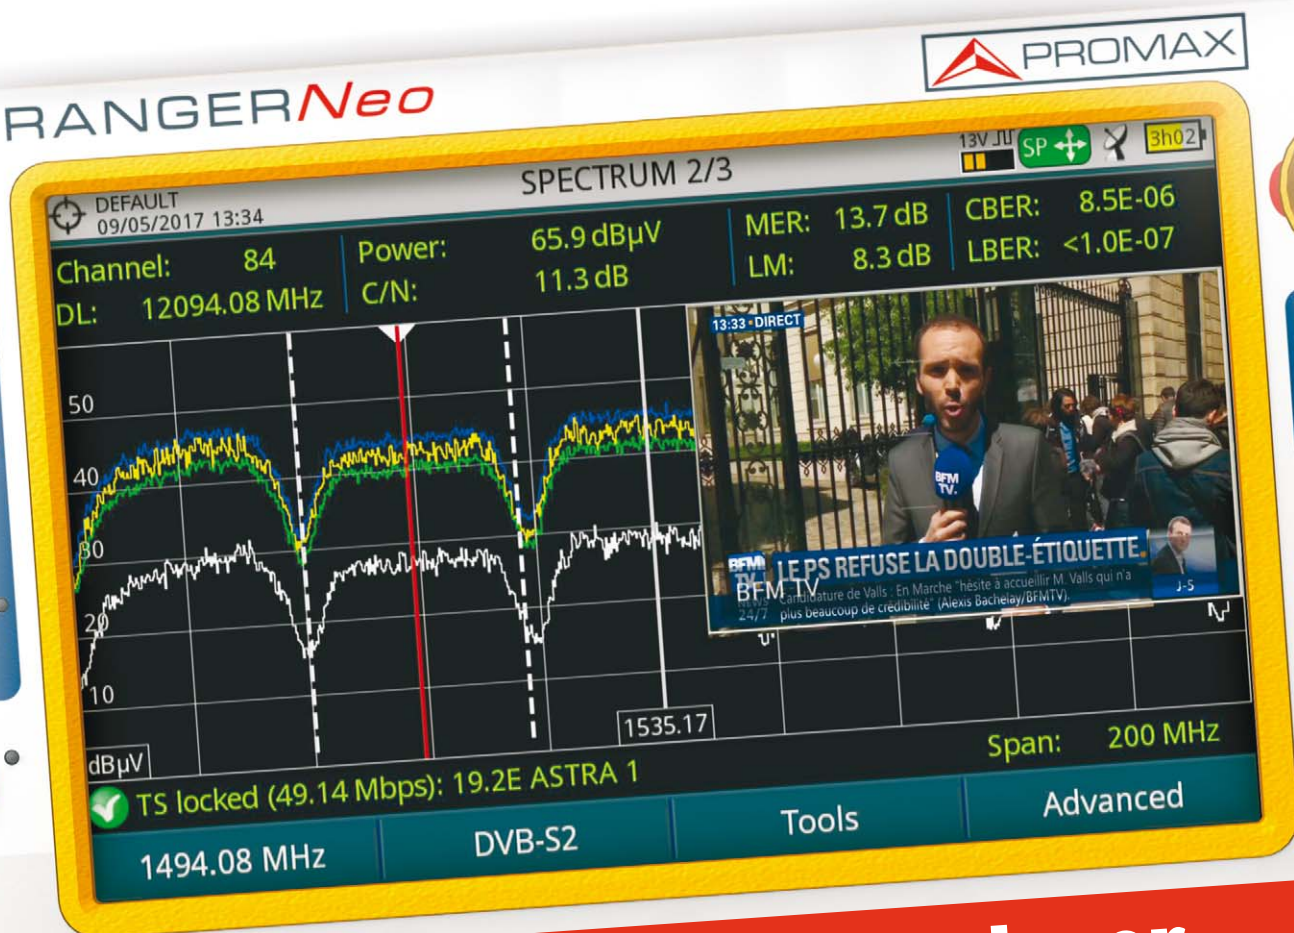 RANGERNeo
PROMAX
DEFAULT
09/05/2017 13:34
SPECTRUM 2/3
13V
SP
3h02
Channel: 84
DL: 12094.08 MHz
Power: 65.9 dBµV
C/N: 11.3 dB
MER: 13.7 dB
LM: 8.3 dB
CBER: 8.5E-06
LBER: <1.0E-07
50
40
30
20
10
dBµV
1535.17
13:33 DIRECT
BFM
TV.
BFM
LE PS REFUSE LA DOUBLE-ÉTIQUETTE.
BFM TV
NEWS
24/7
Candidature de Valls : En Marche "hésite à accueillir M. Valls qui n'a
plus beaucoup de crédibilité" (Alexis Bachelay/BFMTV).
J-5
Span: 200 MHz
TS locked (49.14 Mbps): 19.2E ASTRA 1
1494.08 MHz
DVB-S2
Tools
Advanced